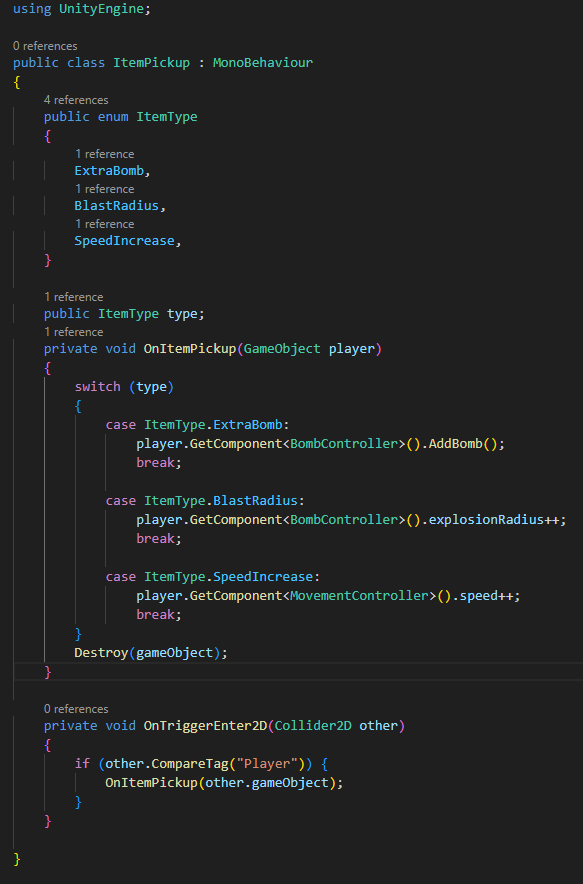 using UnityEngine;
0 references
public class ItemPickup : MonoBehaviour
{
4 references
public enum ItemType
{
1 reference
ExtraBomb,
1 reference
BlastRadius,
1 reference
SpeedIncrease,
}
1 reference
public ItemType type;
1 reference
private void OnItemPickup(GameObject player)
{
switch (type)
{
case ItemType.ExtraBomb:
player.GetComponent<BombController>().AddBomb();
break;
case ItemType.BlastRadius:
player.GetComponent<BombController>().explosionRadius++;
break;
case ItemType.SpeedIncrease:
player.GetComponent<MovementController>().speed++;
break;
}
Destroy(gameObject);
}
0 references
private void OnTriggerEnter2D(Collider2D other)
{
if (other.CompareTag("Player")) {
OnItemPickup(other.gameObject);
}
}
}